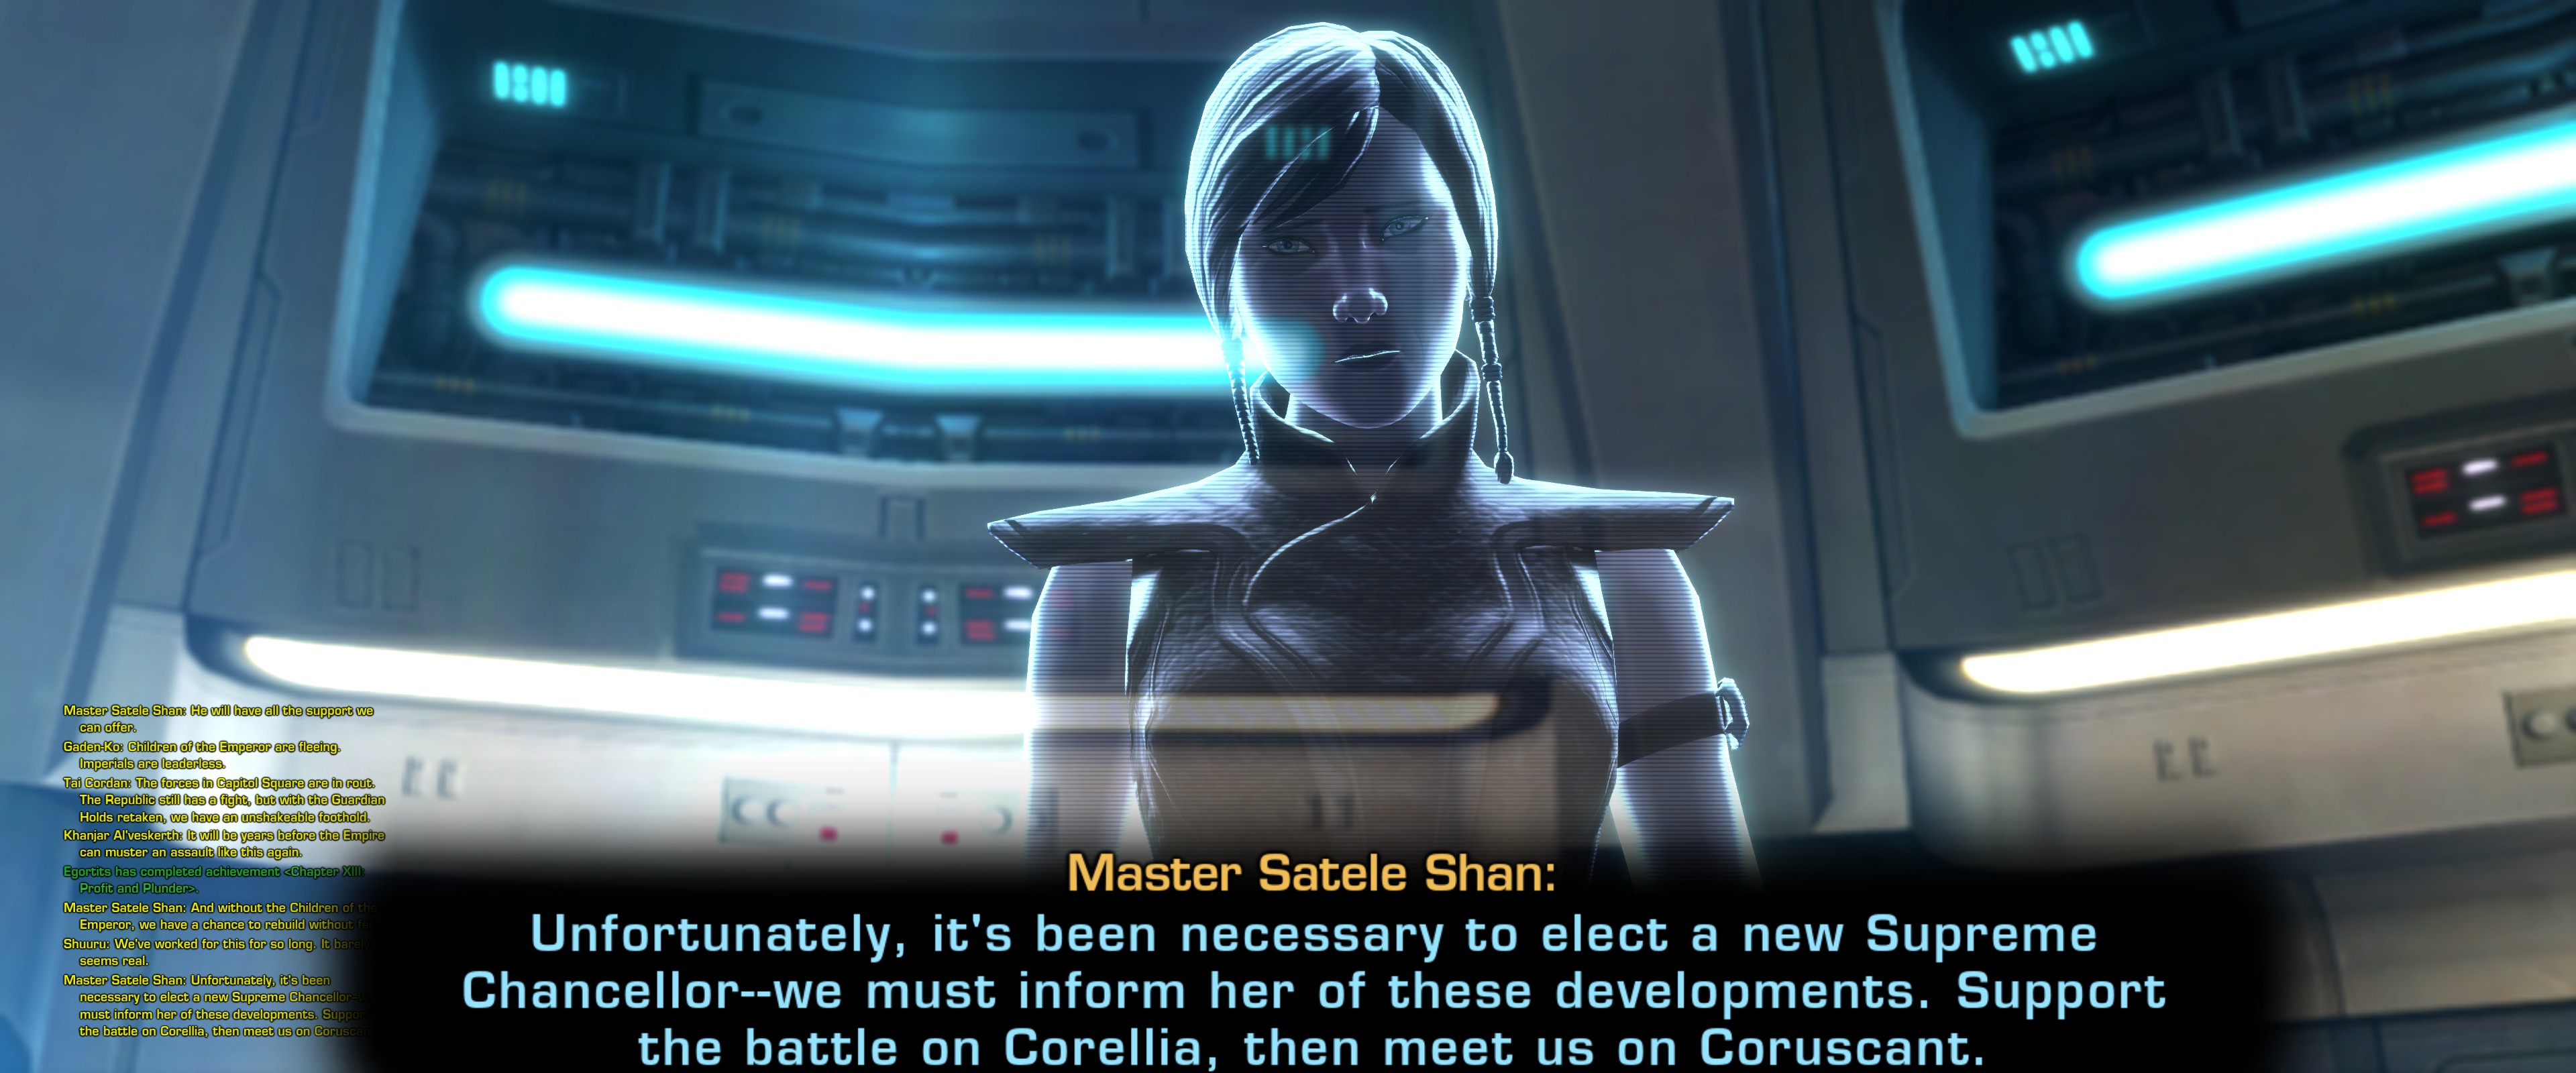 Master Satele Shan: He will have all the support we
can offer.
Gaden-Ko: Children of the Emperor are fleeing.
Imperials are leaderless.
Tai Cordan: The forces in Capitol Square are in rout.
The Republic still has a fight, but with the Guardian
Holds retaken, we have an unshakeable foothold.
Khanjar Al'veskerth: It will be years before the Empire
can muster an assault like this again.
Egortits has completed achievement <Chapter XIII:
Profit and Plunder>.
Master Satele Shan: And without the Children of the
Emperor, we have a chance to rebuild without
Shuuru: We've worked for this for so long. It
seems real.
Master Satele Shan: Unfortunately, it's been
necessary to elect a new Supreme Chancellor--we
must inform her of these developments. Support
the battle on Corellia, then meet us on Coruscant.
Master Satele Shan:
Unfortunately, it's been necessary to elect a new Supreme
Chancellor--we must inform her of these developments. Support
the battle on Corellia, then meet us on Coruscant.